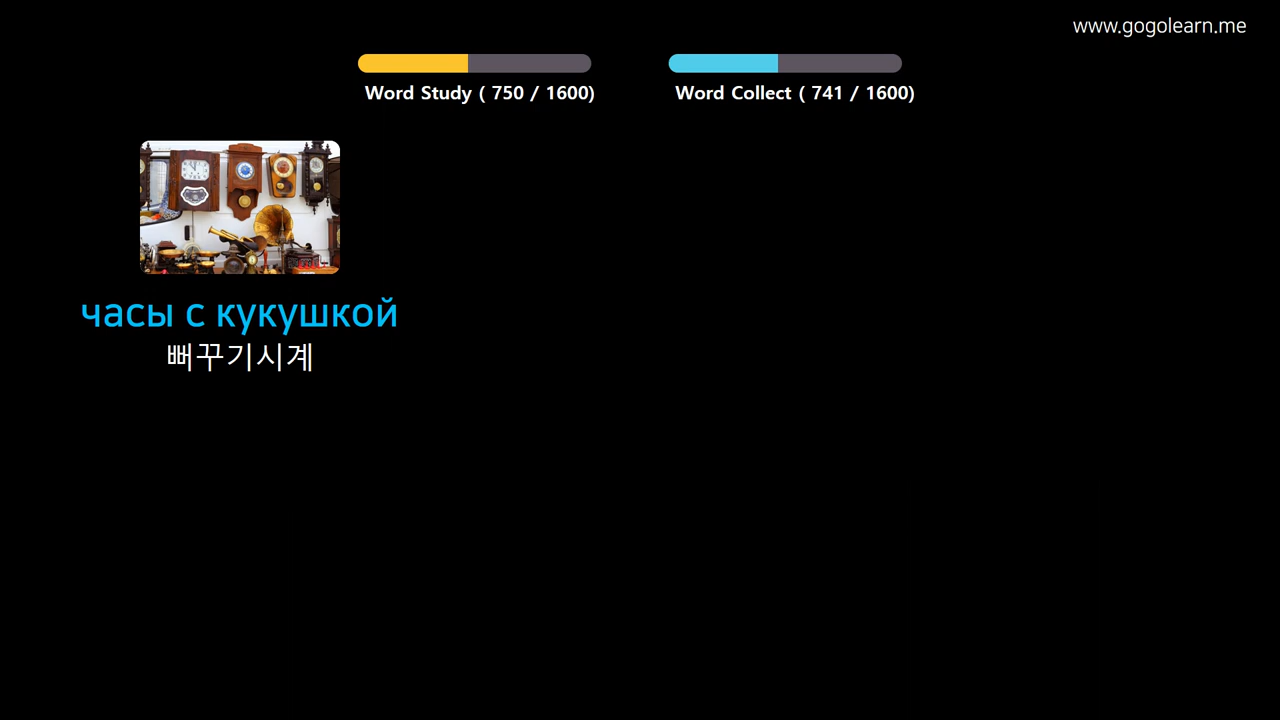 www.gogolearn.me
Word Study ( 750 / 1600)
Word Collect ( 741 / 1600)
часы с кукушкой
뻐꾸기시계